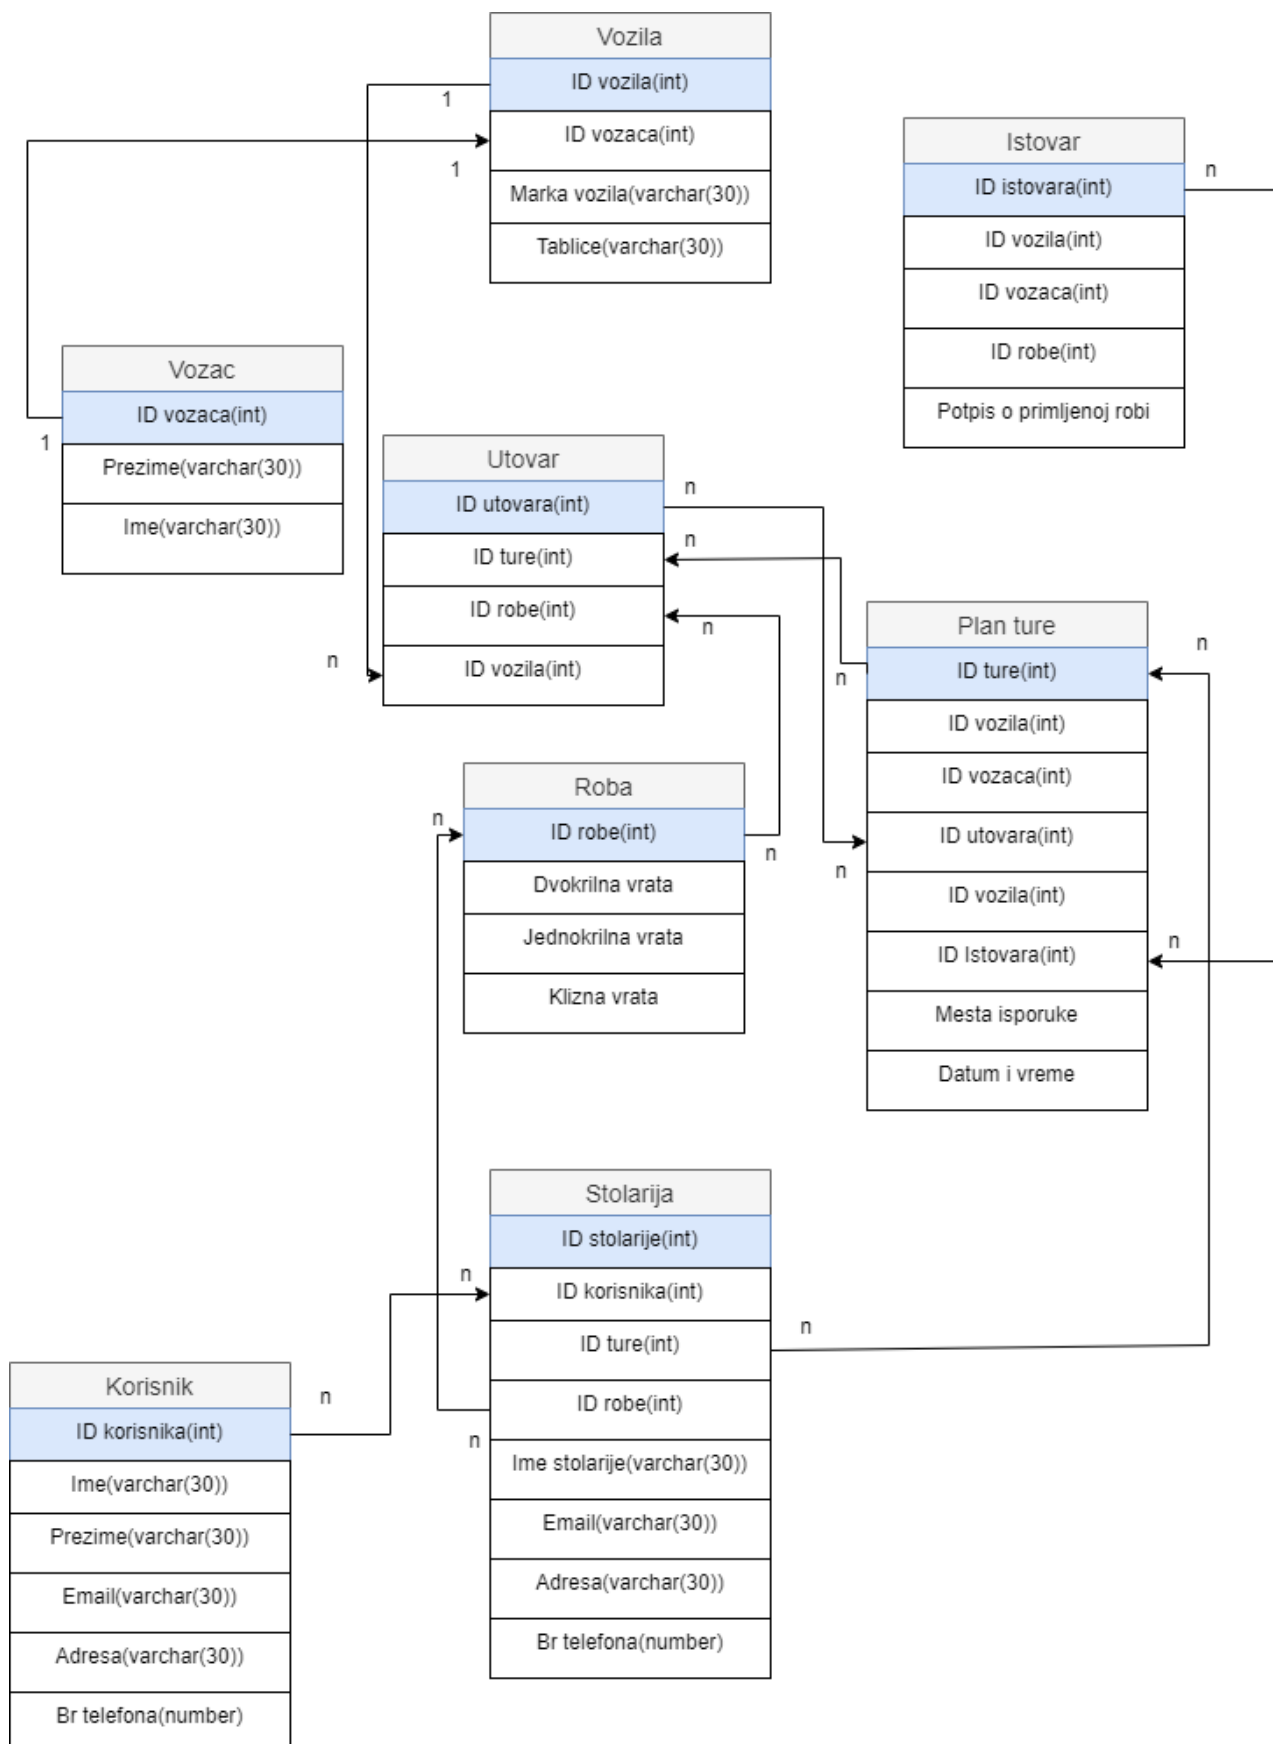 Vozila
ID vozila(int)
1
ID vozaca(int)
1
Marka vozila(varchar(30))
Tablice(varchar(30))
Istovar
ID istovara(int)
n
ID vozila(int)
ID vozaca(int)
ID robe(int)
Potpis o primljenoj robi
Vozac
ID vozaca(int)
1
Prezime(varchar(30))
Ime(varchar(30))
Utovar
ID utovara(int)
n
ID ture(int)
n
ID robe(int)
n
ID vozila(int)
n
Plan ture
n
ID ture(int)
n
ID vozila(int)
ID vozaca(int)
ID utovara(int)
n
ID vozila(int)
ID Istovara(int)
n
Mesta isporuke
Datum i vreme
Roba
n
ID robe(int)
n
Dvokrilna vrata
Jednokrilna vrata
Klizna vrata
Stolarija
ID stolarije(int)
n
ID korisnika(int)
ID ture(int)
n
ID robe(int)
n
Ime stolarije(varchar(30))
Email(varchar(30))
Adresa(varchar(30))
Br telefona(number)
Korisnik
n
ID korisnika(int)
Ime(varchar(30))
Prezime(varchar(30))
Email(varchar(30))
Adresa(varchar(30))
Br telefona(number)